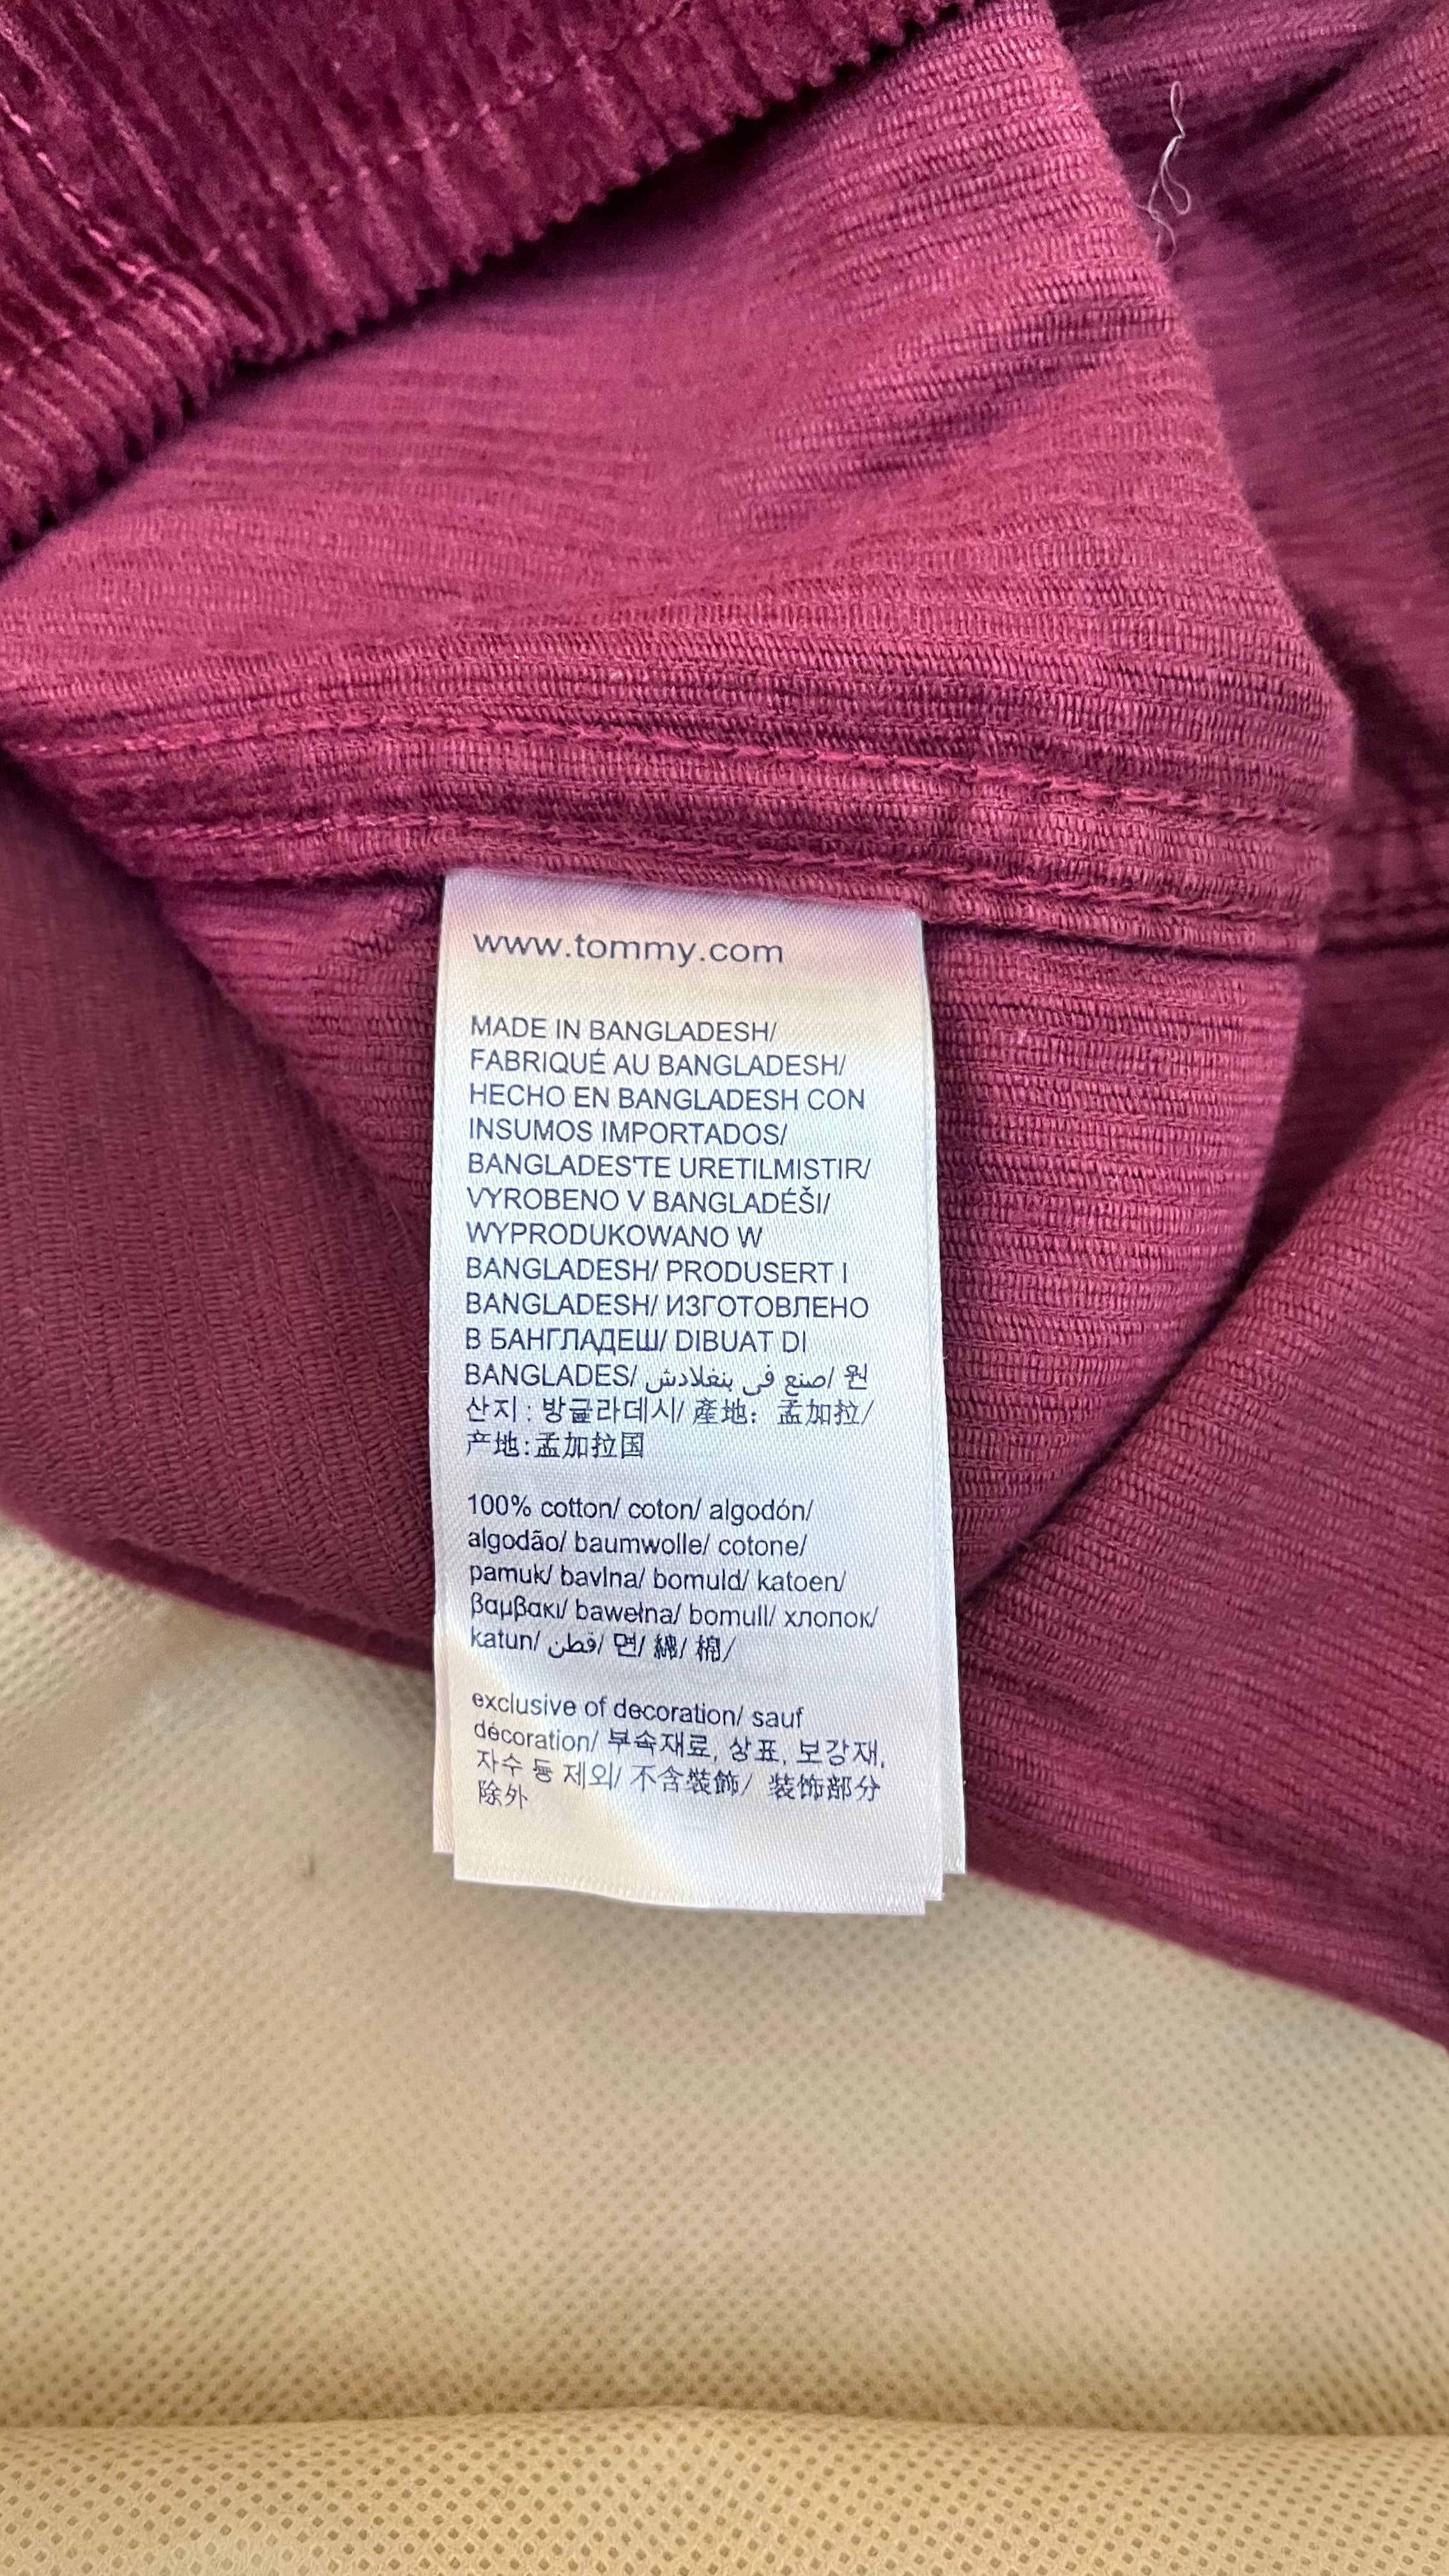 www.tommy.com
MADE IN BANGLADESH/
FABRIQUÉ AU BANGLADESH/
HECHO EN BANGLADESH CON
INSUMOS IMPORTADOS/
BANGLADES'TE URETILMISTIR/
VYROBENO V BANGLADÉŠI/
WYPRODUKOWANO W
BANGLADESH/ PRODUSERT I
BANGLADESH/ ИЗГОТОВЛЕНО
В БАНГЛАДЕШ/ DIBUAT DI
BANGLADES/ صنع في بنغلادش/ 원
산지 : 방글라데시/ 產地: 孟加拉/
产地:孟加拉国
100% cotton/ coton/ algodón/
algodão/ baumwolle/ cotone/
pamuk/ bavlna/ bomuld/ katoen/
βαμβακι/ bawełna/ bomull/ хлопок/
katun/ قطن/ 면/ 綿/ 棉/
exclusive of decoration/ sauf
décoration/ 부속재료, 상표, 보강재,
자수 등 제외/ 不含裝飾/ 装饰部分
除外